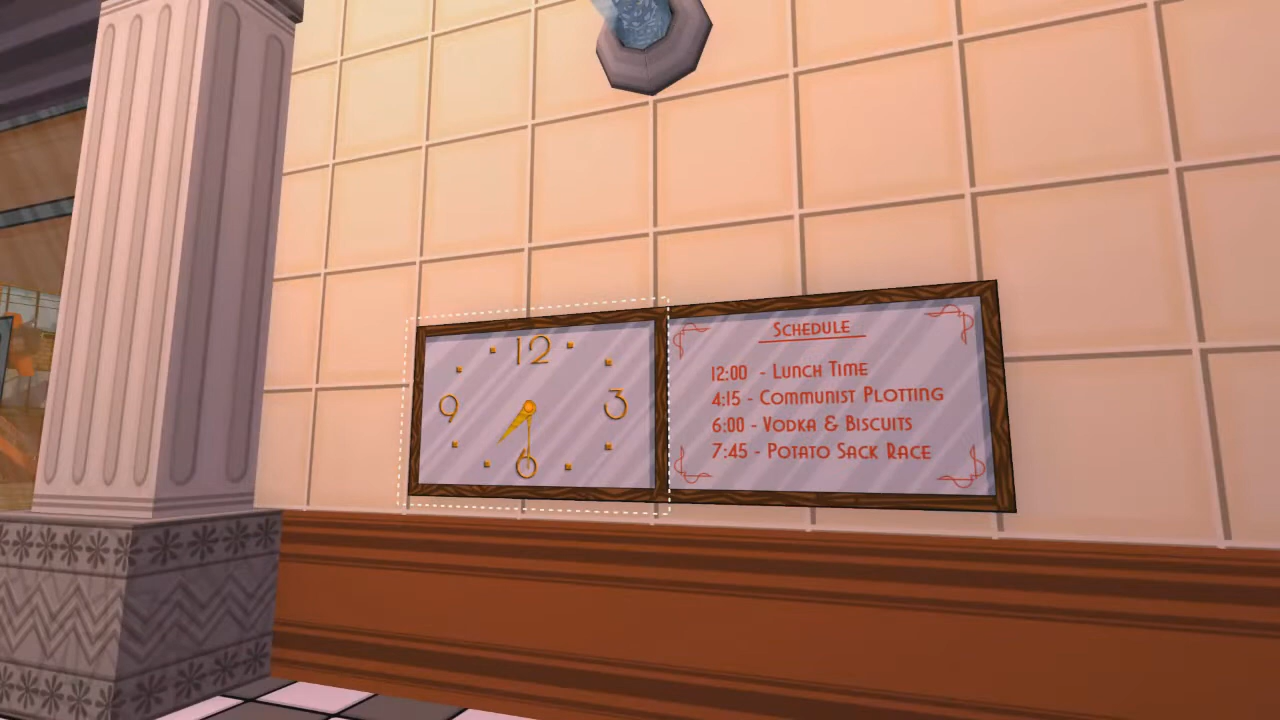 12
9
3
6
Schedule
12:00 - Lunch Time
4:15 - Communist Plotting
6:00 - Vodka & Biscuits
7:45 - Potato Sack Race